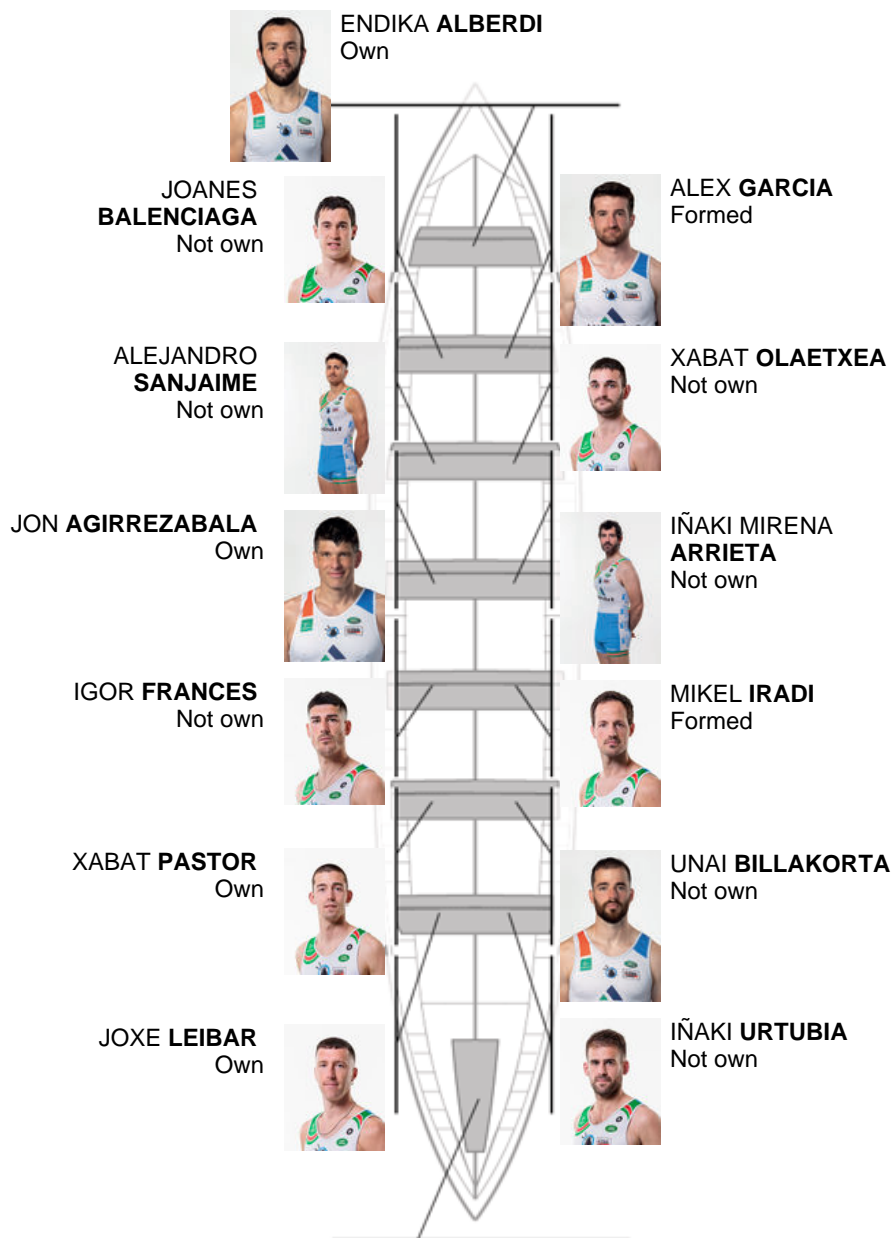 ENDIKA ALBERDI
Own
JOANES
BALENCIAGA
Not own
ALEX GARCIA
Formed
ALEJANDRO
SANJAIME
Not own
XABAT OLAETXEA
Not own
JON AGIRREZABALA
Own
IÑAKI MIRENA
ARRIETA
Not own
IGOR FRANCES
Not own
MIKEL IRADI
Formed
XABAT PASTOR
Own
UNAI BILLAKORTA
Not own
JOXE LEIBAR
Own
IÑAKI URTUBIA
Not own